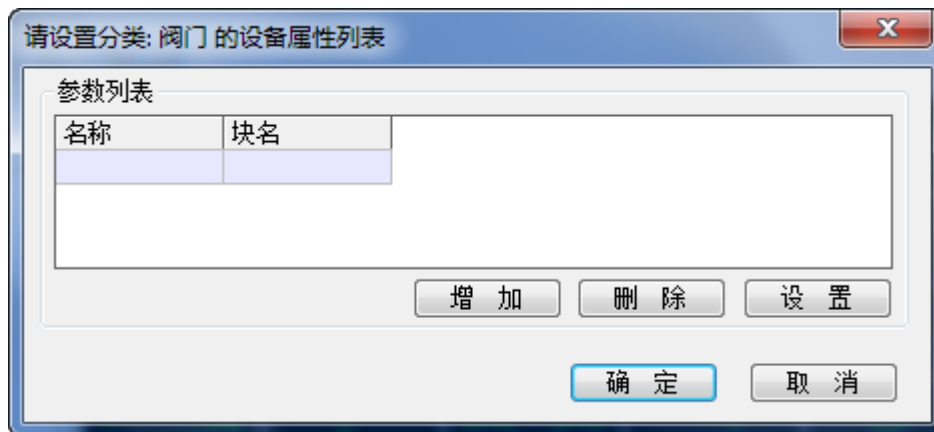 请设置分类: 阀门 的设备属性列表
参数列表
名称 块名
增 加 删 除 设 置
确 定 取 消